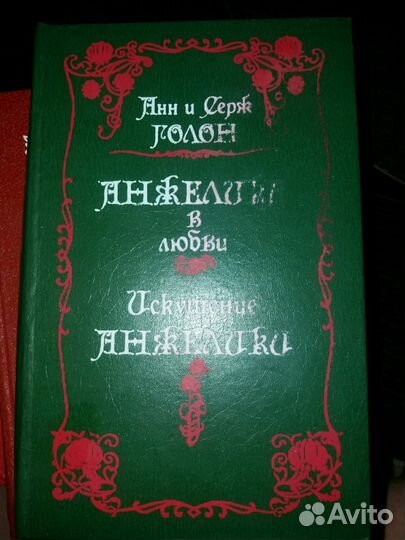 Анн и Серж
ГОЛОН
АНЖЕЛИКА
в
любви
Искушение
АНЖЕЛИКИ
Avito